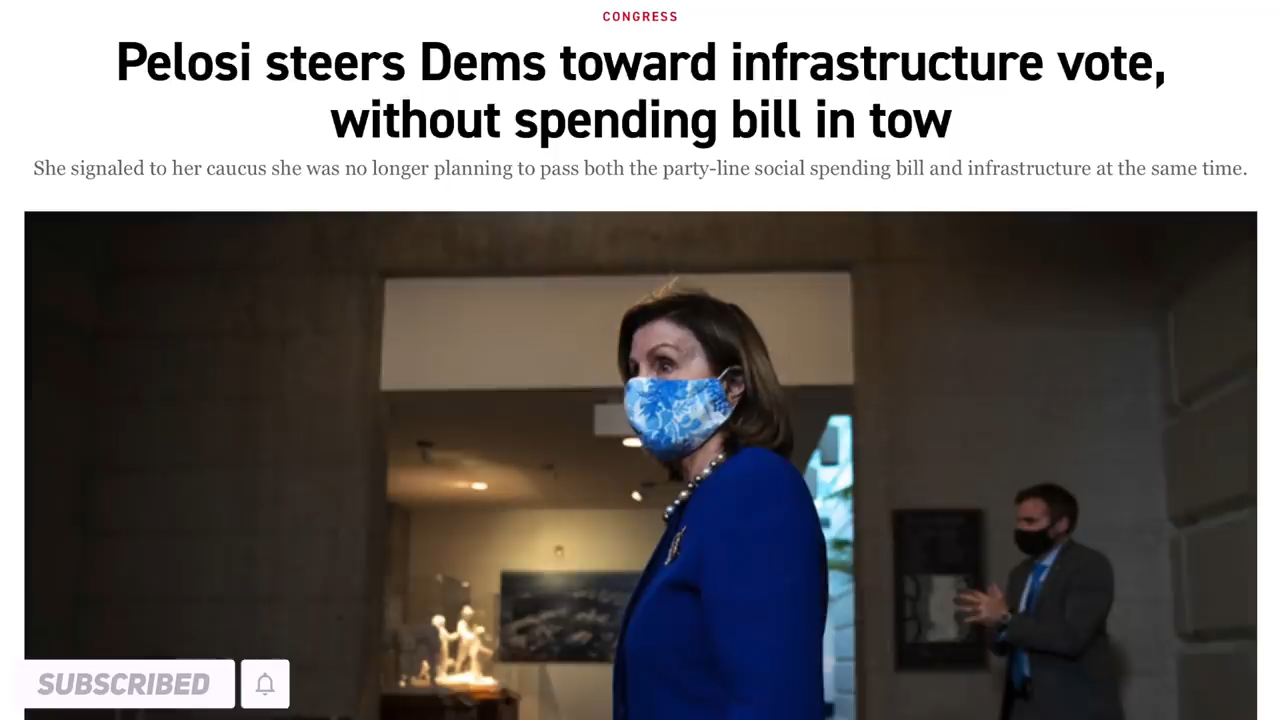 CONGRESS
Pelosi steers Dems toward infrastructure vote,
without spending bill in tow
She signaled to her caucus she was no longer planning to pass both the party-line social spending bill and infrastructure at the same time.
SUBSCRIBED